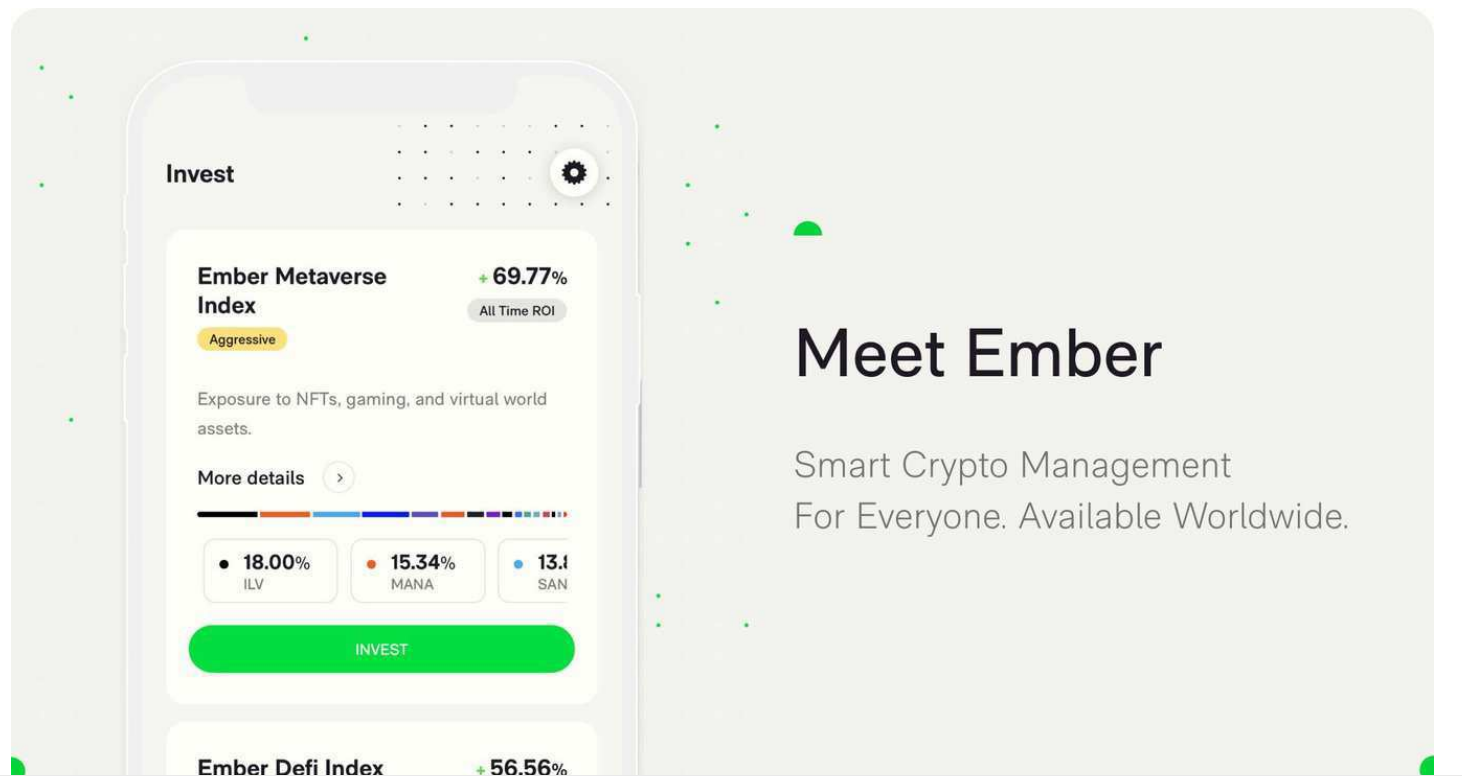 Invest
Ember Metaverse
Index
+ 69.77%
All Time ROI
Aggressive
Exposure to NFTs, gaming, and virtual world
assets.
More details
18.00%
ILV
15.34%
MANA
13.
SAN
INVEST
Ember Defi Index
+ 56.56%
Meet Ember
Smart Crypto Management
For Everyone. Available Worldwide.